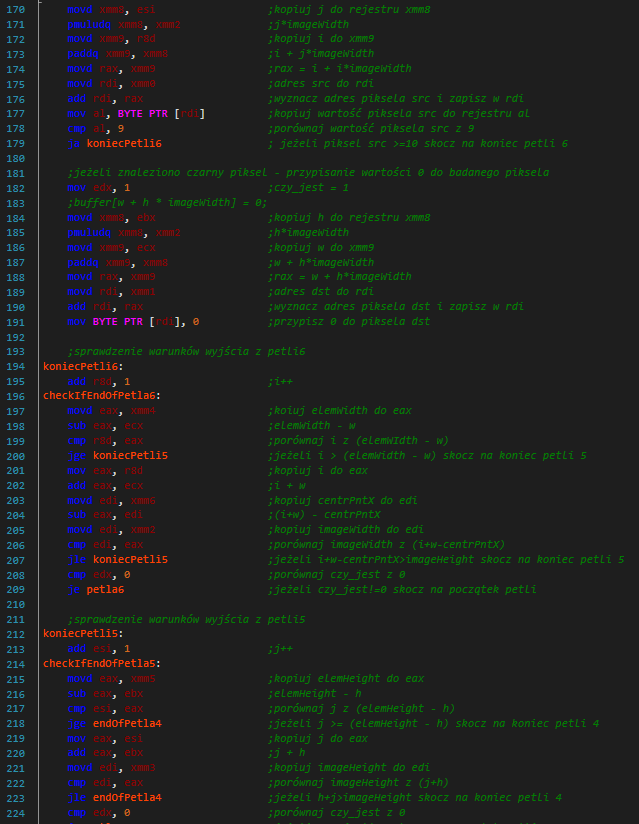 170 movd xmm8, esi ;kopiuj j do rejestru xmm8
171 pmuludq xmm8, xmm2 ;j*imageWidth
172 movd xmm9, r8d ;kopiuj i do xmm9
173 paddq xmm9, xmm8 ;i + j*imageWidth
174 movd rax, xmm9 ;rax = i + i*imageWidth
175 movd rdi, xmm0 ;adres src do rdi
176 add rdi, rax ;wyznacz adres piksela src i zapisz w rdi
177 mov al, BYTE PTR [rdi] ;kopiuj wartość piksela src do rejestru al
178 cmp al, 9 ;porównaj wartość piksela src z 9
179 ja koniecPetli6 ; jeżeli piksel src >=10 skocz na koniec petli 6
180
181 ;jeżeli znaleziono czarny piksel - przypisanie wartości 0 do badanego piksela
182 mov edx, 1 ;czy_jest = 1
183 ;buffer[w + h * imageWidth] = 0;
184 movd xmm8, ebx ;kopiuj h do rejestru xmm8
185 pmuludq xmm8, xmm2 ;h*imageWidth
186 movd xmm9, ecx ;kopiuj w do xmm9
187 paddq xmm9, xmm8 ;w + h*imageWidth
188 movd rax, xmm9 ;rax = w + h*imageWidth
189 movd rdi, xmm1 ;adres dst do rdi
190 add rdi, rax ;wyznacz adres piksela dst i zapisz w rdi
191 mov BYTE PTR [rdi], 0 ;przypisz 0 do piksela dst
192
193 ;sprawdzenie warunków wyjścia z petli6
194 koniecPetli6:
195 add r8d, 1 ;i++
196 checkIfEndOfPetla6:
197 movd eax, xmm4 ;koiuj elemWidth do eax
198 sub eax, ecx ;elemWidth - w
199 cmp r8d, eax ;porównaj i z (elemWIdth - w)
200 jge koniecPetli5 ;jeżeli i > (elemWidth - w) skocz na koniec petli 5
201 mov eax, r8d ;kopiuj i do eax
202 add eax, ecx ;i + w
203 movd edi, xmm6 ;kopiuj centrPntX do edi
204 sub eax, edi ;(i+w) - centrPntX
205 movd edi, xmm2 ;kopiuj imageWidth do edi
206 cmp edi, eax ;porównaj imageWidth z (i+w-centrPntX)
207 jle koniecPetli5 ;jeżeli i+w-centrPntX>imageHeight skocz na koniec petli 5
208 cmp edx, 0 ;porównaj czy_jest z 0
209 je petla6 ;jeżeli czy_jest!=0 skocz na początek petli
210
211 ;sprawdzenie warunków wyjścia z petli5
212 koniecPetli5:
213 add esi, 1 ;j++
214 checkIfEndOfPetla5:
215 movd eax, xmm5 ;kopiuj elemHeight do eax
216 sub eax, ebx ;elemHeight - h
217 cmp esi, eax ;porównaj j z (elemHeight - h)
218 jge endOfPetla4 ;jeżeli j >= (elemHeight - h) skocz na koniec petli 4
219 mov eax, esi ;kopiuj j do eax
220 add eax, ebx ;j + h
221 movd edi, xmm3 ;kopiuj imageHeight do edi
222 cmp edi, eax ;porównaj imageHeight z (j+h)
223 jle endOfPetla4 ;jeżeli h+j>imageHeight skocz na koniec petli 4
224 cmp edx, 0 ;porównaj czy_jest z 0